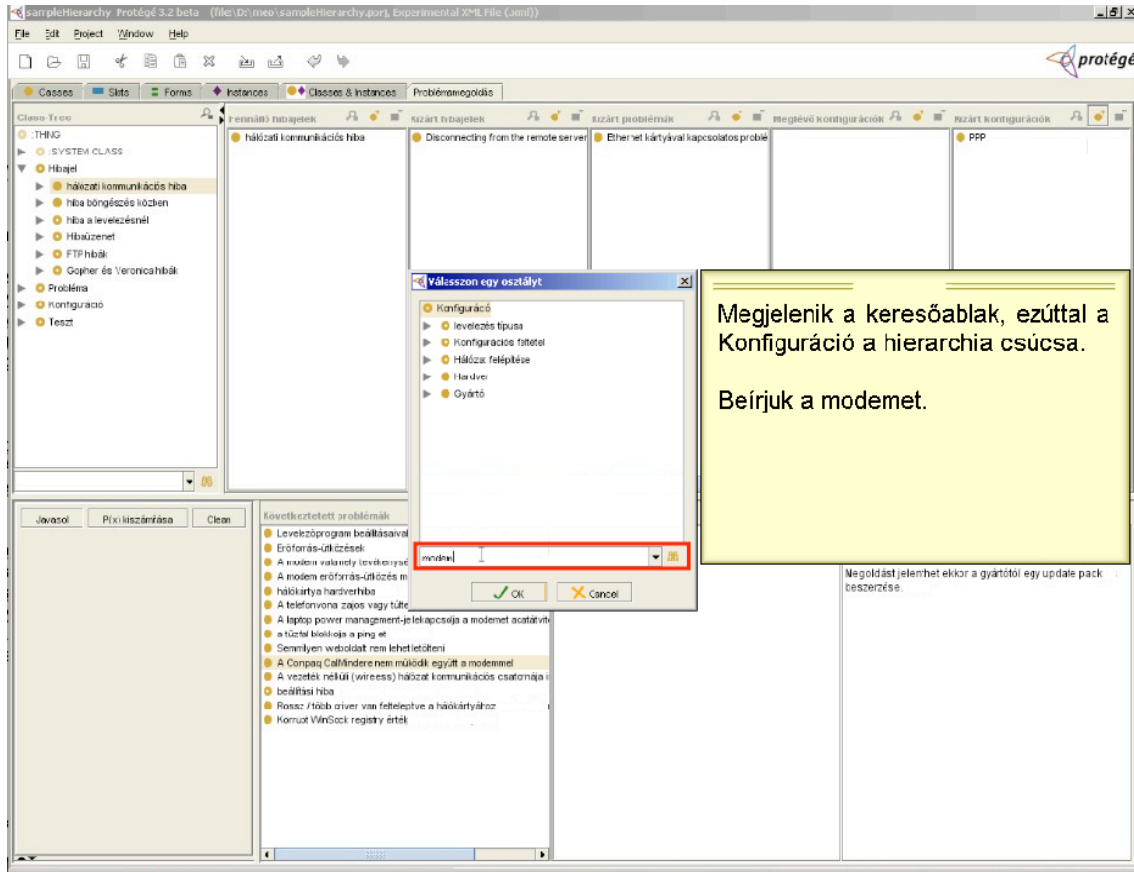 sampleHierarchy Protégé 3.2 beta (file:\D:\meo\sampleHierarchy.pprj, Experimental XML File (.xml))
File Edit Project Window Help
protégé
Classes Slots Forms Instances Classes & Instances Problémamegoldás
Class Tree
:THING
:SYSTEM CLASS
Hibajel
hálózati kommunikációs hiba
hiba böngészés közben
hiba a levelezésnél
Hibaüzenet
FTP hibák
Gopher és Veronica hibák
Probléma
Konfiguráció
Teszt
Fennálló hibajelek
hálózati kommunikációs hiba
Kizárt hibajelek
Disconnecting from the remote server
Kizárt problémák
Ethernet kártyával kapcsolatos problé
Meglévő konfigurációk
Kizárt konfigurációk
PPP
Válasszon egy osztályt
Konfiguráció
levelezés típusa
Konfigurációs feltétel
Hálózat felépítése
Hardver
Gyártó
modem
OK Cancel
Megjelenik a keresőablak, ezúttal a
Konfiguráció a hierarchia csúcsa.
Beírjuk a modemet.
Javasol P(x) kiszámítása Clean
Következtetett problémák
Levelezőprogram beállításaival
Erőforrás-ütközések
A modem valamely tevékenysé
A modem erőforrás-ütközés m
hálókártya hardverhiba
A telefonvona zajos vagy túlte
A laptop power management-je lekapcsolja a modemet
a tűzfal blokkolja a ping et
Semmilyen weboldalt nem lehet letölteni
A Compaq CalMindere nem működik együtt a modemmel
A vezeték nélküli (wireess) hálózat kommunikációs csatornája i
beállítási hiba
Rossz / több driver van feltelepítve a hálókártyához
Korrupt WinSock registry érték
Megoldást jelenthet ekkor a gyártótól egy update pack
beszerzése.